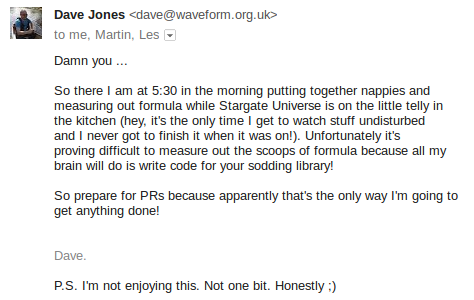 Dave Jones <dave@waveform.org.uk>
to me, Martin, Les
Damn you ...
So there I am at 5:30 in the morning putting together nappies and
measuring out formula while Stargate Universe is on the little telly in
the kitchen (hey, it's the only time I get to watch stuff undisturbed
and I never got to finish it when it was on!). Unfortunately it's
proving difficult to measure out the scoops of formula because all my
brain will do is write code for your sodding library!
So prepare for PRs because apparently that's the only way I'm going to
get anything done!
Dave.
P.S. I'm not enjoying this. Not one bit. Honestly ;)